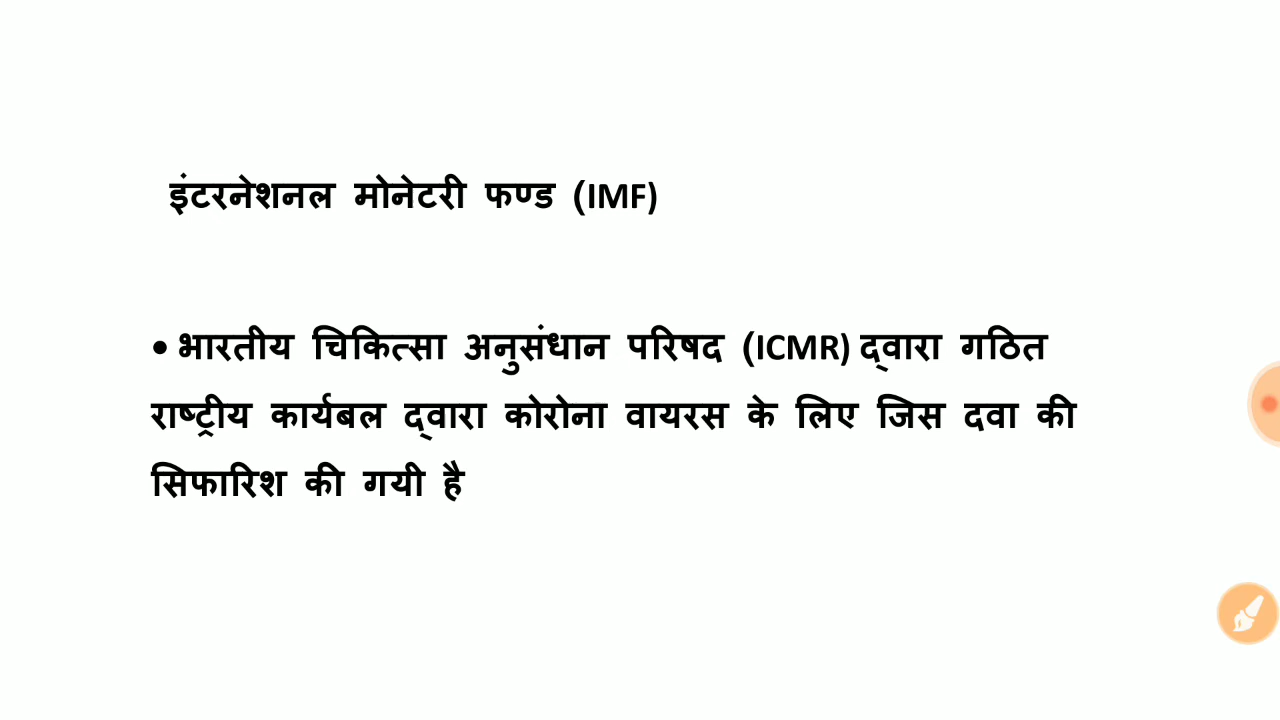 इंटरनेशनल मोनेटरी फण्ड (IMF)
• भारतीय चिकित्सा अनुसंधान परिषद (ICMR) द्वारा गठित
राष्ट्रीय कार्यबल द्वारा कोरोना वायरस के लिए जिस दवा की
सिफारिश की गयी है